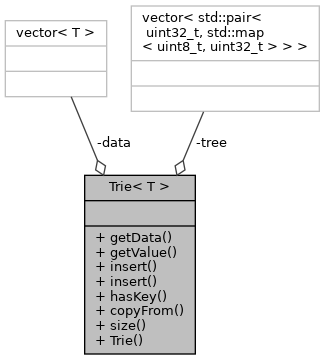 vector< T >
vector< std::pair<
uint32_t, std::map
< uint8_t, uint32_t > > >
-data
-tree
Trie< T >
+ getData()
+ getValue()
+ insert()
+ insert()
+ hasKey()
+ copyFrom()
+ size()
+ Trie()